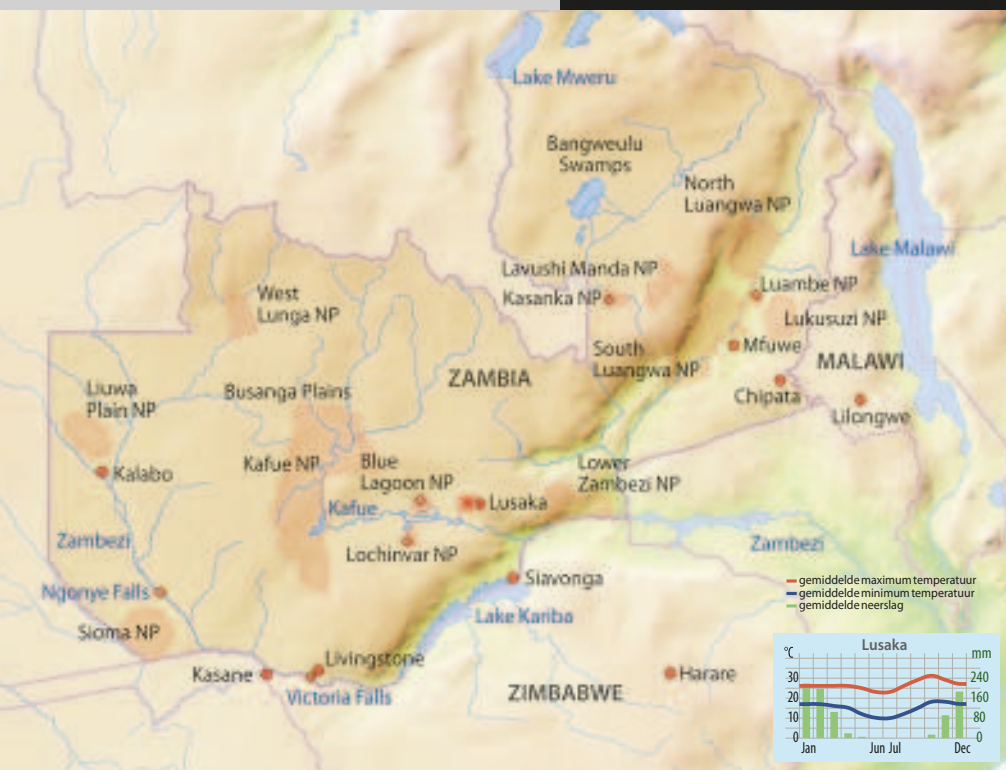 Lake Mweru
Bangweulu
Swamps
North
Luangwa NP
Lake Malawi
Lavushi Manda NP
Kasanka NP
Luambe NP
West
Lunga NP
Lukusuzi NP
South
Luangwa NP
Mfuwe
MALAWI
ZAMBIA
Liuwa
Plain NP
Busanga Plains
Chipata
Lilongwe
Kalabo
Kafue NP
Blue
Lagoon NP
Lower
Zambezi NP
Kafue
Lusaka
Lochinvar NP
Zambezi
Zambezi
Ngonye Falls
Siavonga
Lake Kariba
Sioma NP
Kasane
Livingstone
Victoria Falls
ZIMBABWE
Harare
gemiddelde maximum temperatuur
gemiddelde minimum temperatuur
gemiddelde neerslag
Lusaka
°C mm
30 240
20 160
10 80
0 0
Jan Jun Jul Dec